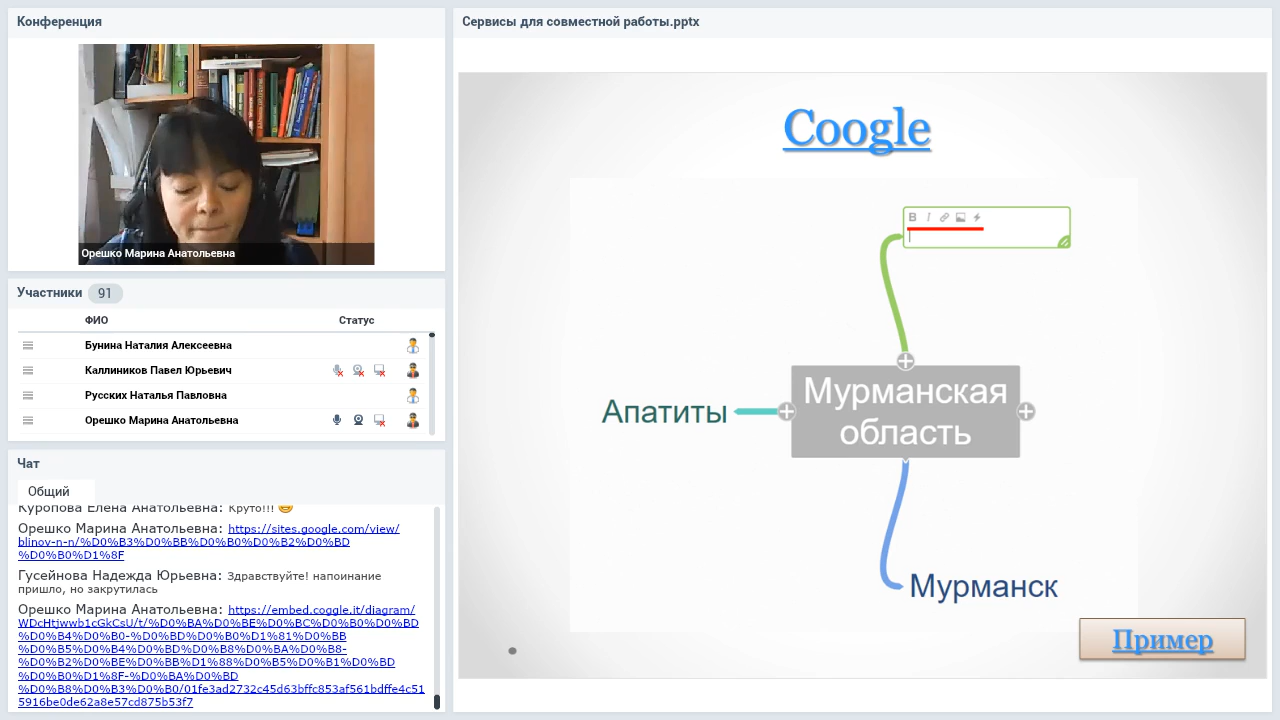 Конференция
Орешко Марина Анатольевна
Участники 91
ФИО Статус
Бунина Наталия Алексеевна
Каллиников Павел Юрьевич
Русских Наталья Павловна
Орешко Марина Анатольевна
Чат
Общий
Куропова Елена Анатольевна: Круто!!!
Орешко Марина Анатольевна: https://sites.google.com/view/
blinov-n-n/%D0%B3%D0%BB%D0%B0%D0%B2%D0%BD
%D0%B0%D1%8F
Гусейнова Надежда Юрьевна: Здравствуйте! напоинание
пришло, но закрутилась
Орешко Марина Анатольевна: https://embed.coggle.it/diagram/
WDcHtjwwb1cGkCsU/t/%D0%BA%D0%BE%D0%BC%D0%B0%D0%BD
%D0%B4%D0%B0-%D0%BD%D0%B0%D1%81%D0%BB
%D0%B5%D0%B4%D0%BD%D0%B8%D0%BA%D0%B8-
%D0%B2%D0%BE%D0%BB%D1%88%D0%B5%D0%B1%D0%BD
%D0%B0%D1%8F-%D0%BA%D0%BD
%D0%B8%D0%B3%D0%B0/01fe3ad2732c45d63bffc853af561bdffe4c51
5916be0de62a8e57cd875b53f7
Сервисы для совместной работы.pptx
Coogle
B I
Мурманская
область
Апатиты
Мурманск
Пример